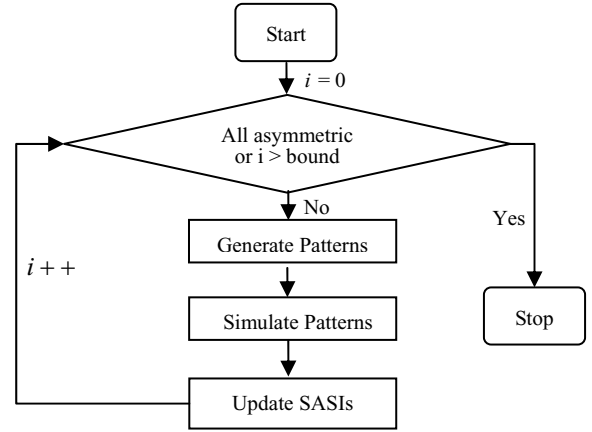 Start
i = 0
All asymmetric
or i > bound
No
Yes
Generate Patterns
i + +
Simulate Patterns
Stop
Update SASIs